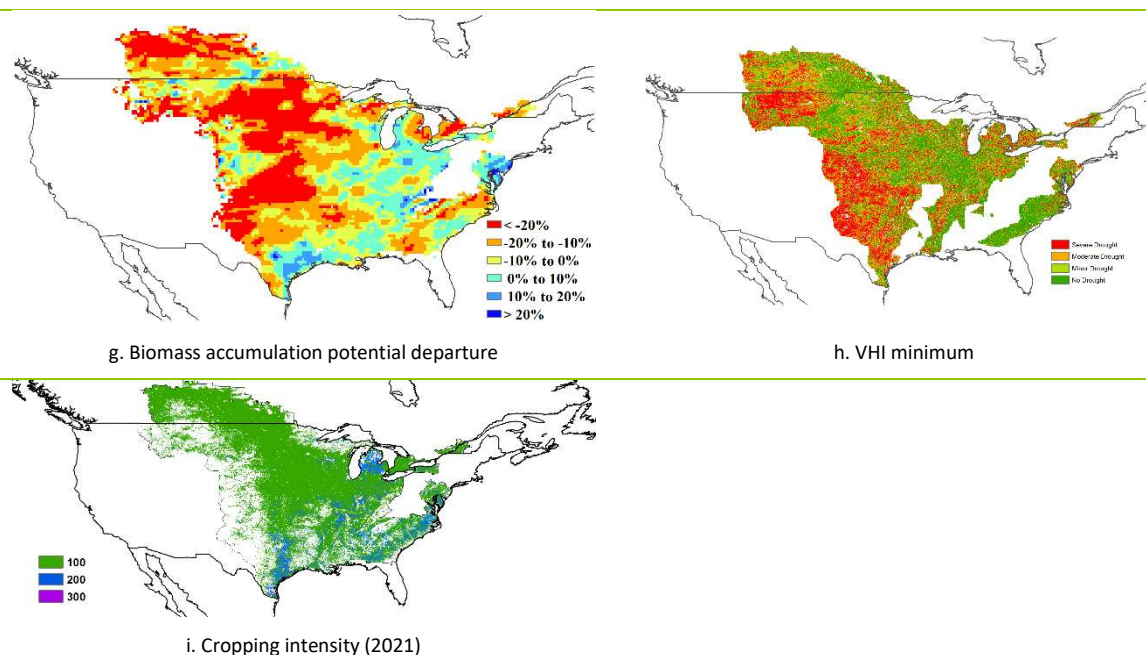 < -20%
-20% to -10%
-10% to 0%
0% to 10%
10% to 20%
> 20%
Severe Drought
Moderate Drought
Minor Drought
No Drought
g. Biomass accumulation potential departure
h. VHI minimum
100
200
300
i. Cropping intensity (2021)